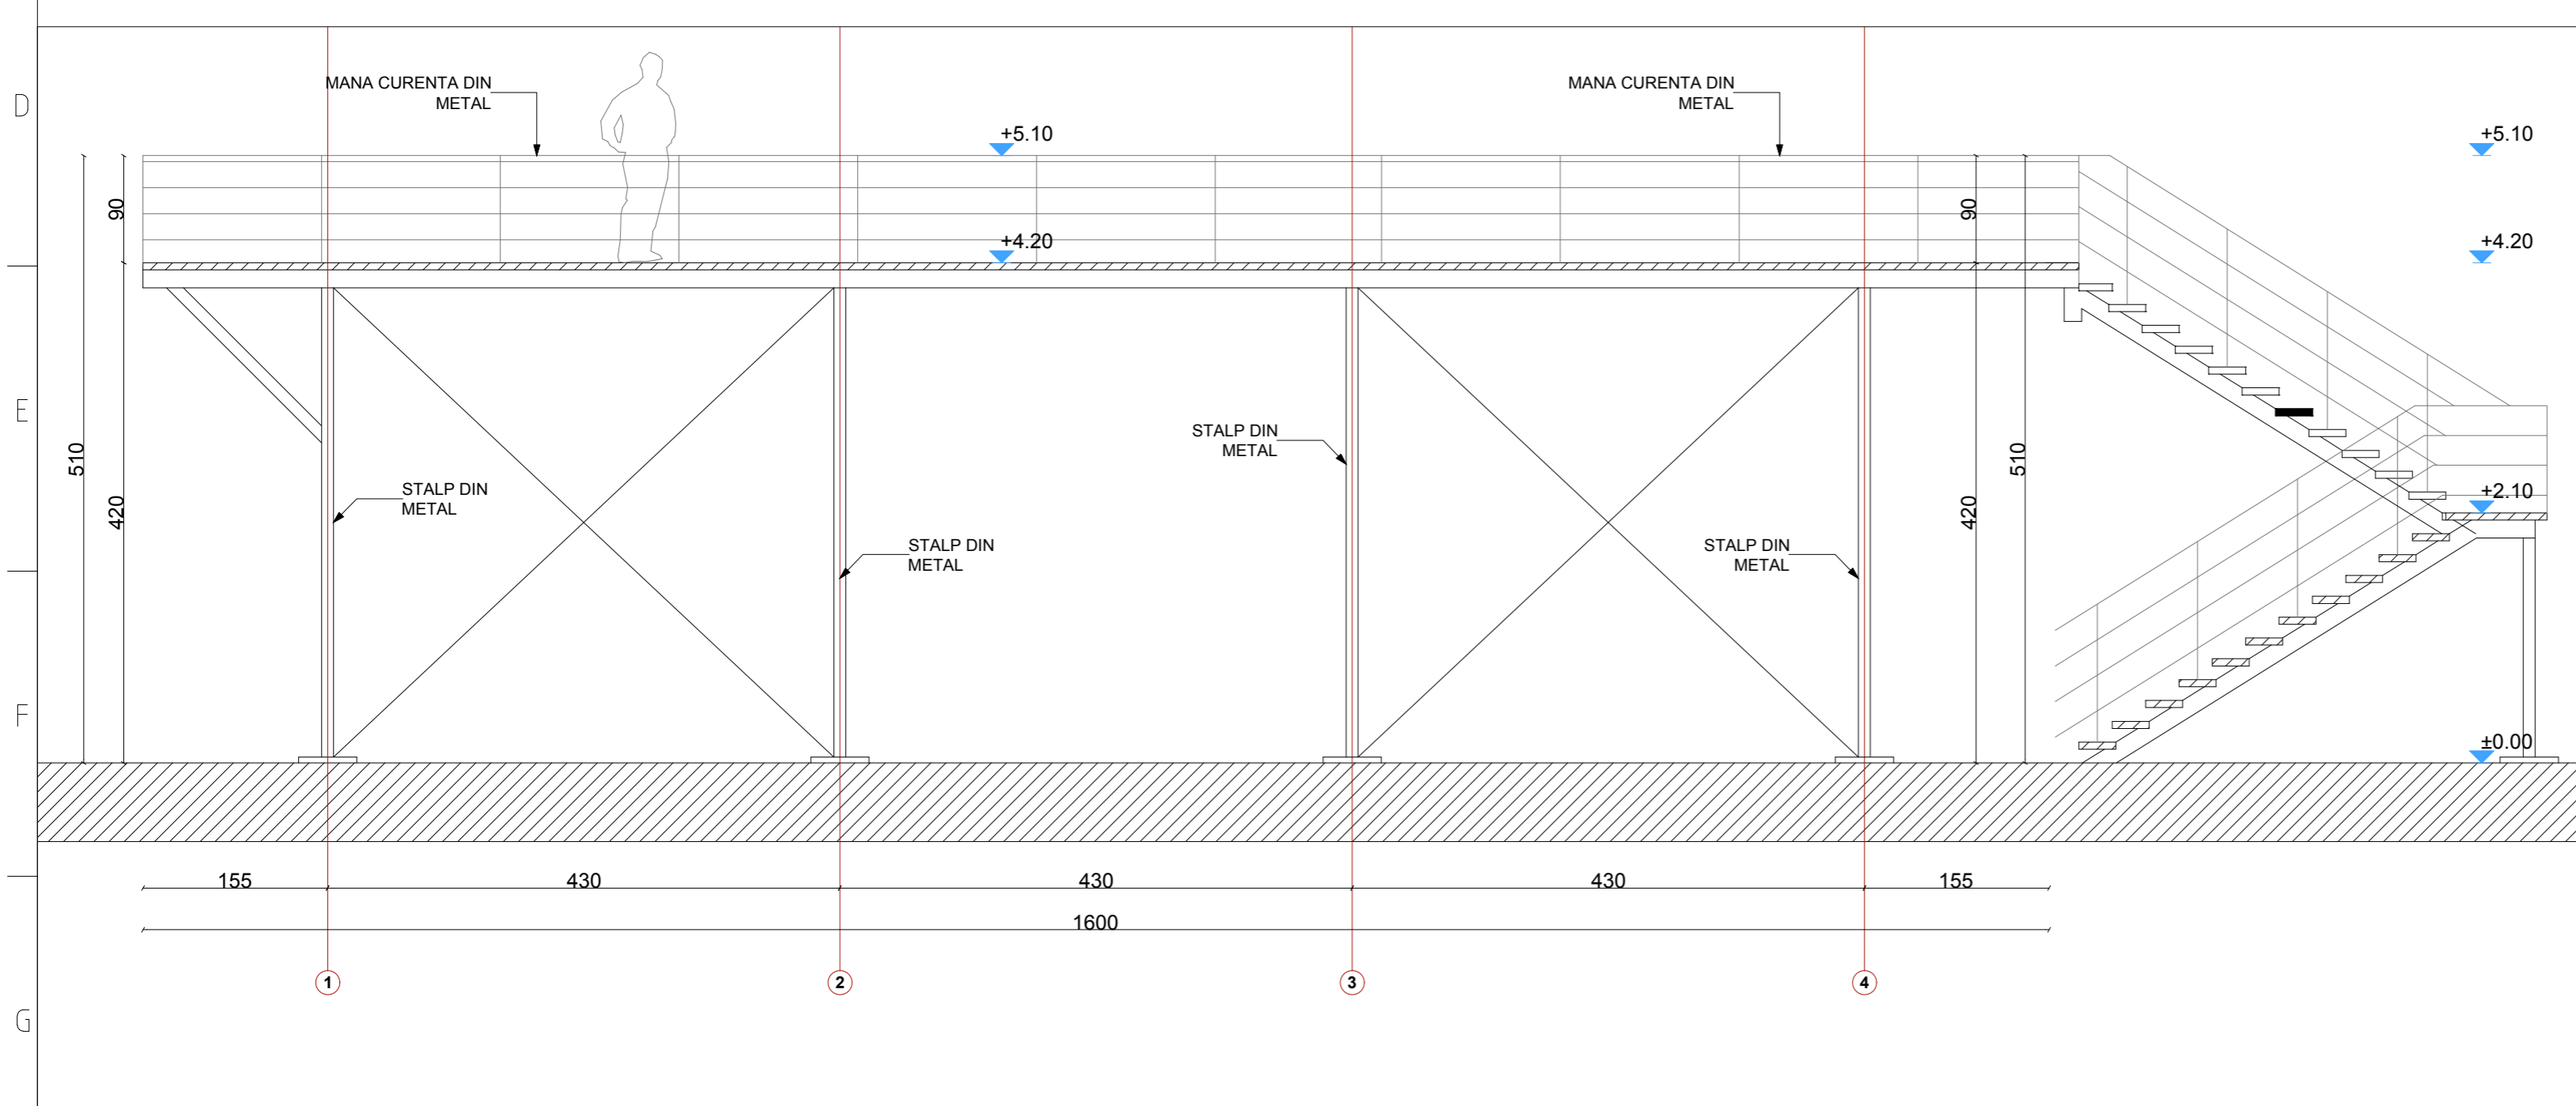 D
MANA CURENTA DIN
METAL
MANA CURENTA DIN
METAL
+5.10
+5.10
90
90
+4.20
+4.20
E
STALP DIN
METAL
510
510
STALP DIN
METAL
420
420
+2.10
STALP DIN
METAL
STALP DIN
METAL
F
±0.00
155
430
430
430
155
1600
1
2
3
4
G